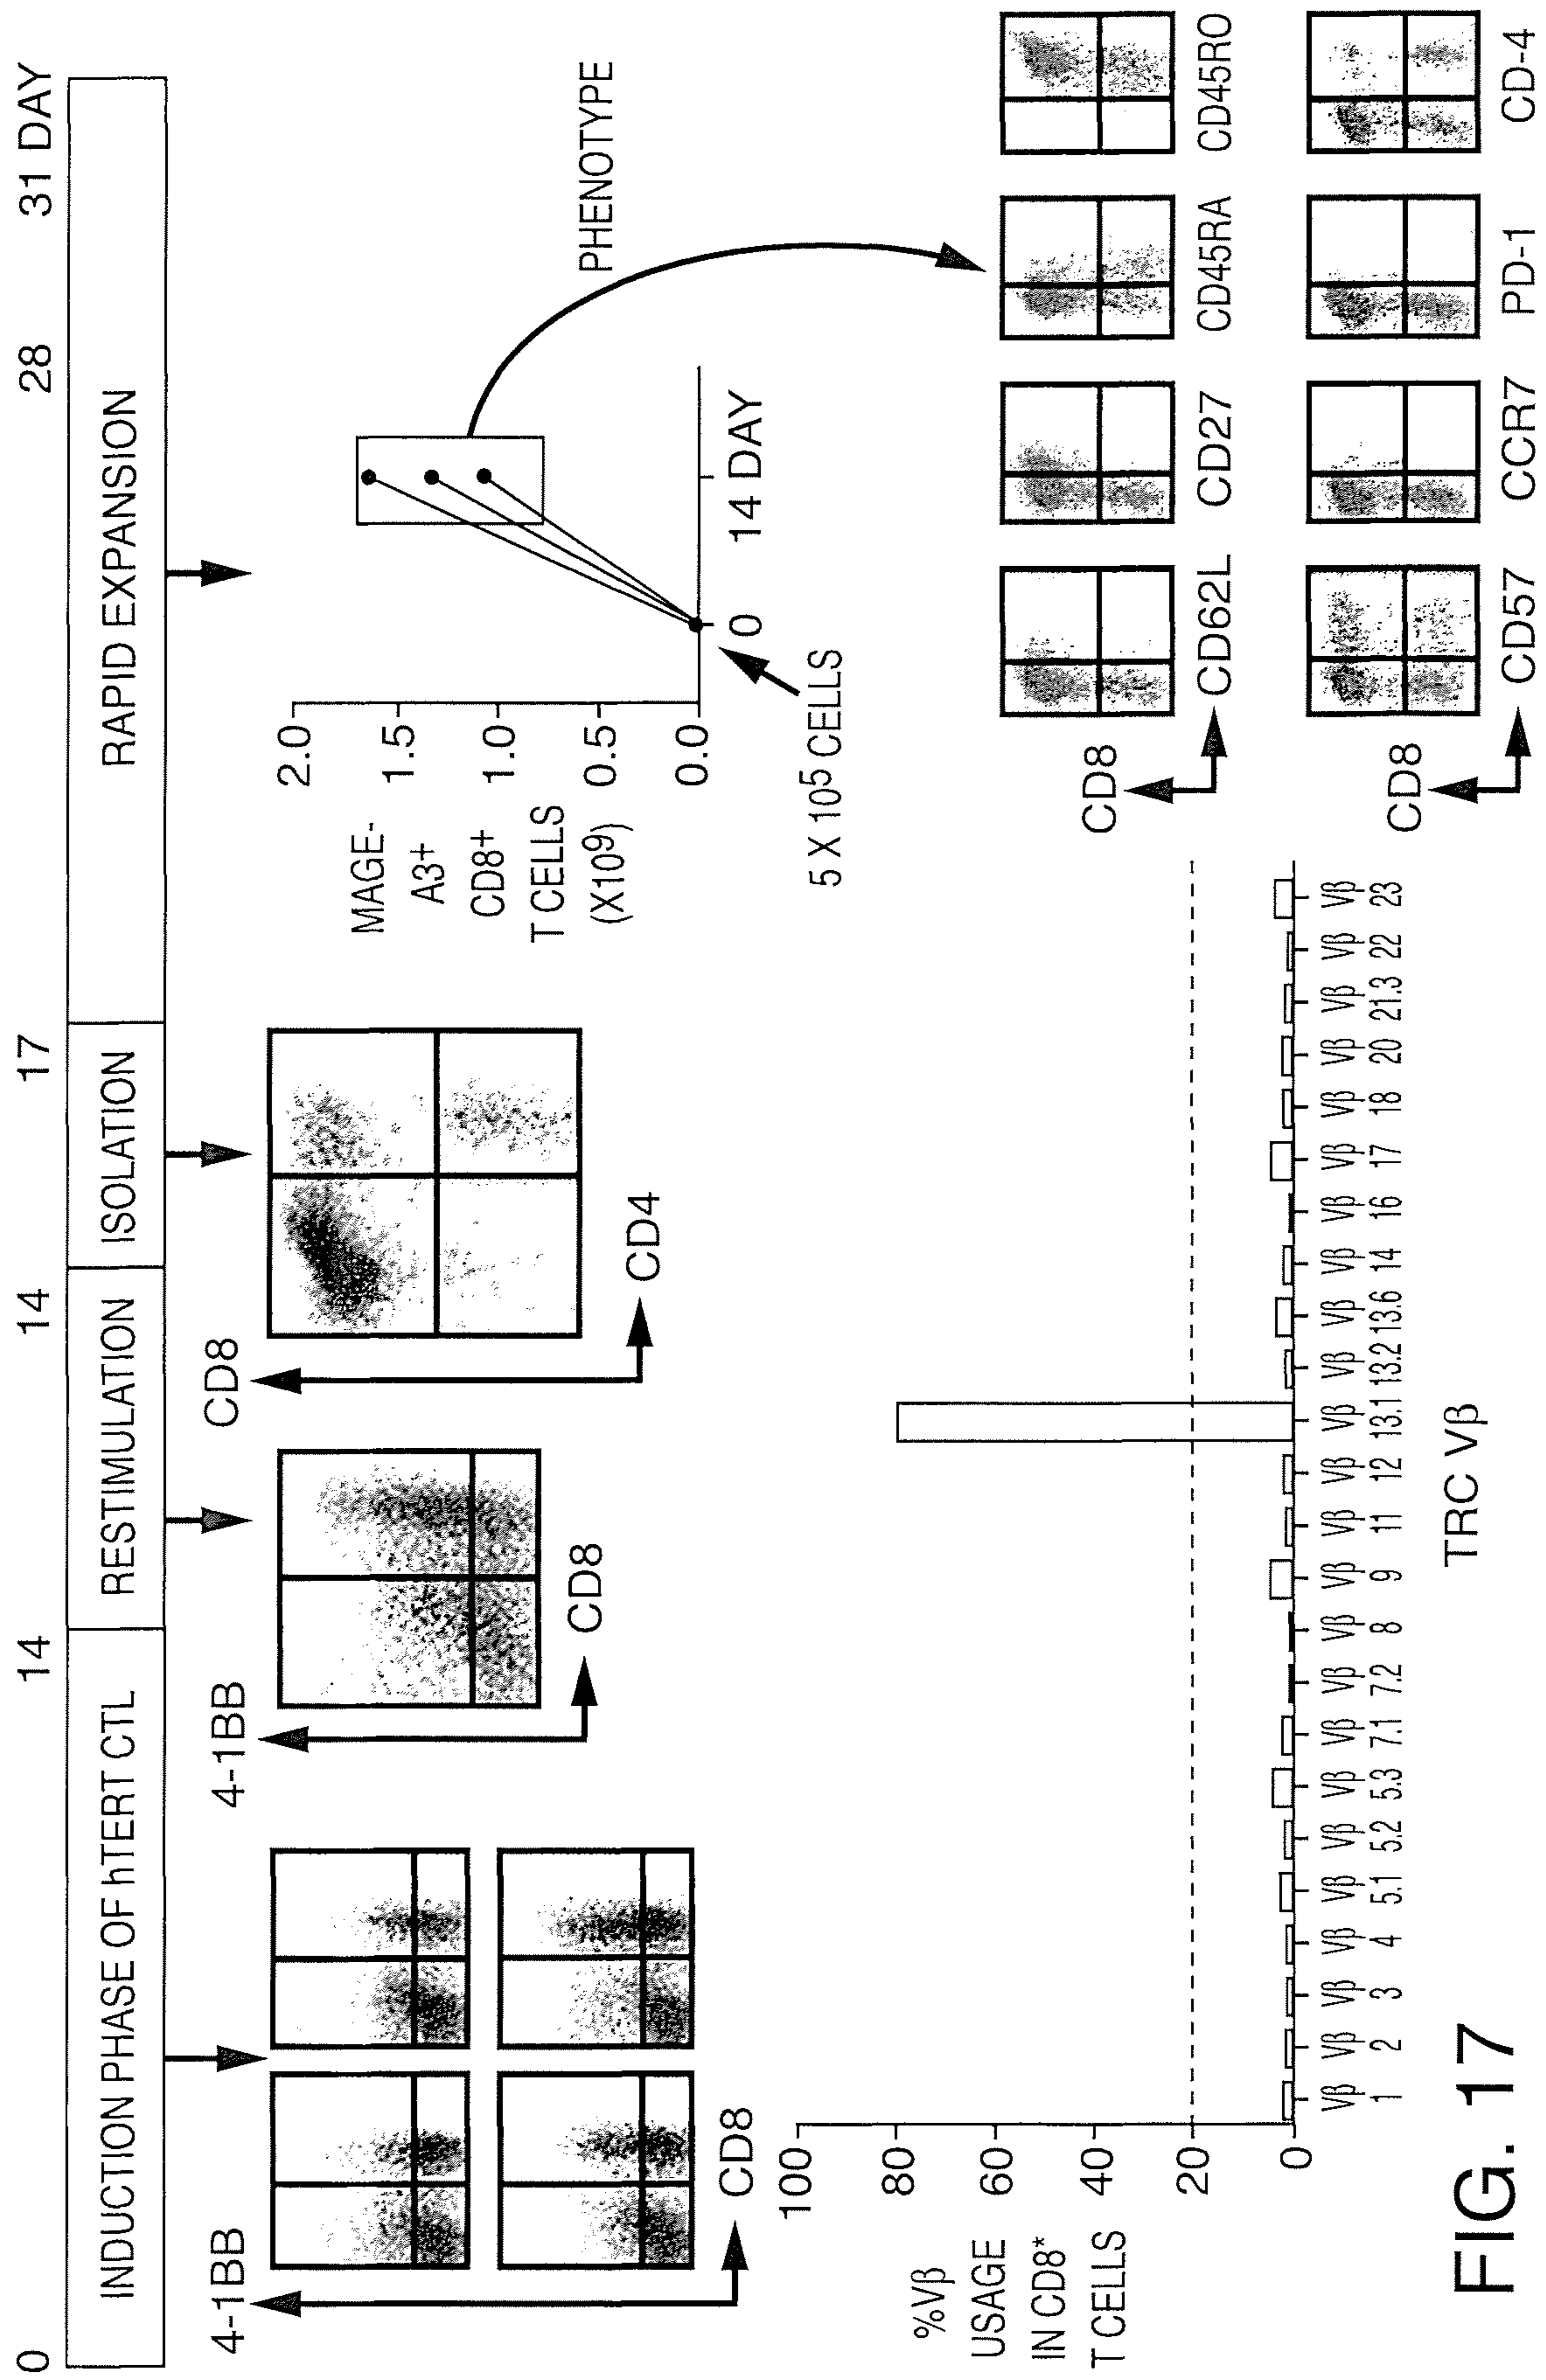 0 14 14 17 28 31 DAY
INDUCTION PHASE OF hTERT CTL RESTIMULATION ISOLATION RAPID EXPANSION
4-1BB
CD8
4-1BB
CD8
CD8
CD4
MAGE-
A3+
CD8+
T CELLS
(X10⁹)
2.0
1.5
1.0
0.5
0.0
0 14 DAY
5 X 10⁵ CELLS
PHENOTYPE
%Vβ
USAGE
IN CD8*
T CELLS
100
80
60
40
20
0
Vβ Vβ Vβ Vβ Vβ Vβ Vβ Vβ Vβ Vβ Vβ Vβ Vβ Vβ Vβ Vβ Vβ Vβ Vβ Vβ Vβ Vβ Vβ Vβ
1 2 3 4 5.1 5.2 5.3 7.1 7.2 8 9 11 12 13.1 13.2 13.6 14 16 17 18 20 21.3 22 23
TRC Vβ
CD8
CD62L CD27 CD45RA CD45RO
CD8
CD57 CCR7 PD-1 CD-4
FIG. 17